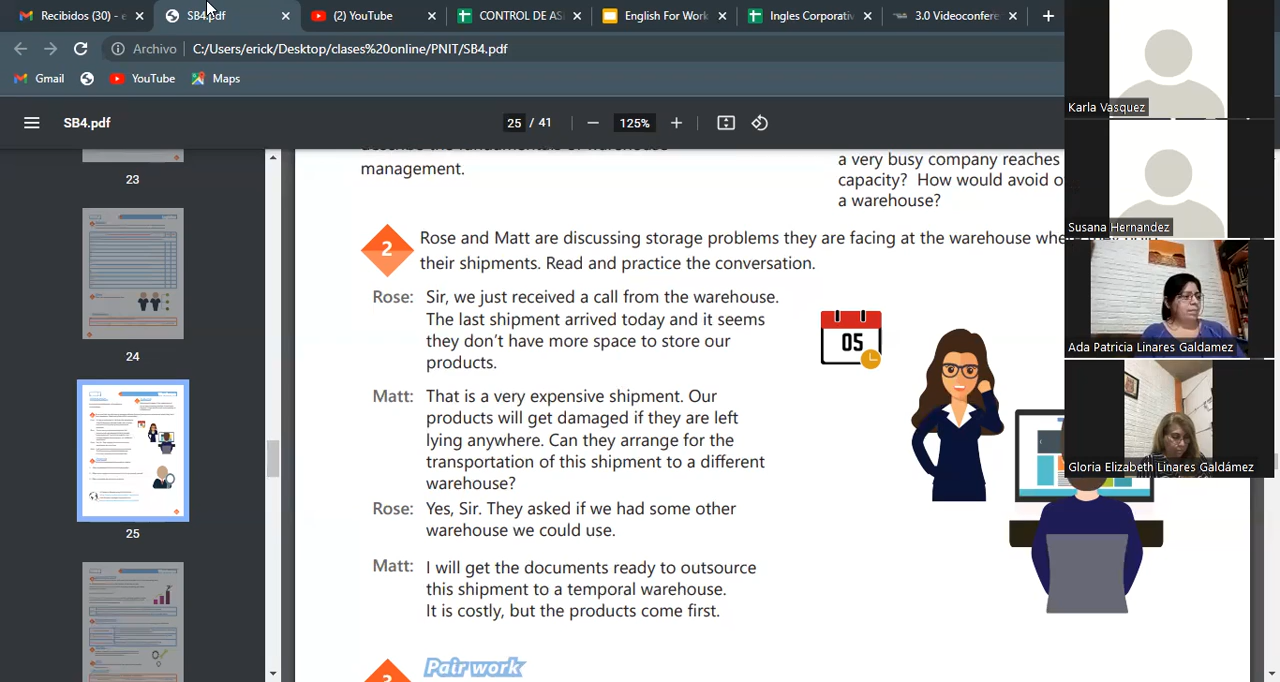 Recibidos (30) - e
SB4.pdf
(2) YouTube
CONTROL DE AS
English For Work
Ingles Corporativ
3.0 Videoconfere
Archivo
C:/Users/erick/Desktop/clases%20online/PNIT/SB4.pdf
Gmail
YouTube
Maps
SB4.pdf
25 / 41
125%
23
24
25
management.
a very busy company reaches
capacity? How would avoid o
a warehouse?
2
Rose and Matt are discussing storage problems they are facing at the warehouse
their shipments. Read and practice the conversation.
Rose: Sir, we just received a call from the warehouse.
The last shipment arrived today and it seems
they don't have more space to store our
products.
Matt: That is a very expensive shipment. Our
products will get damaged if they are left
lying anywhere. Can they arrange for the
transportation of this shipment to a different
warehouse?
Rose: Yes, Sir. They asked if we had some other
warehouse we could use.
Matt: I will get the documents ready to outsource
this shipment to a temporal warehouse.
It is costly, but the products come first.
05
3
Pair work
Karla Vasquez
Susana Hernandez
Ada Patricia Linares Galdamez
Gloria Elizabeth Linares Galdámez